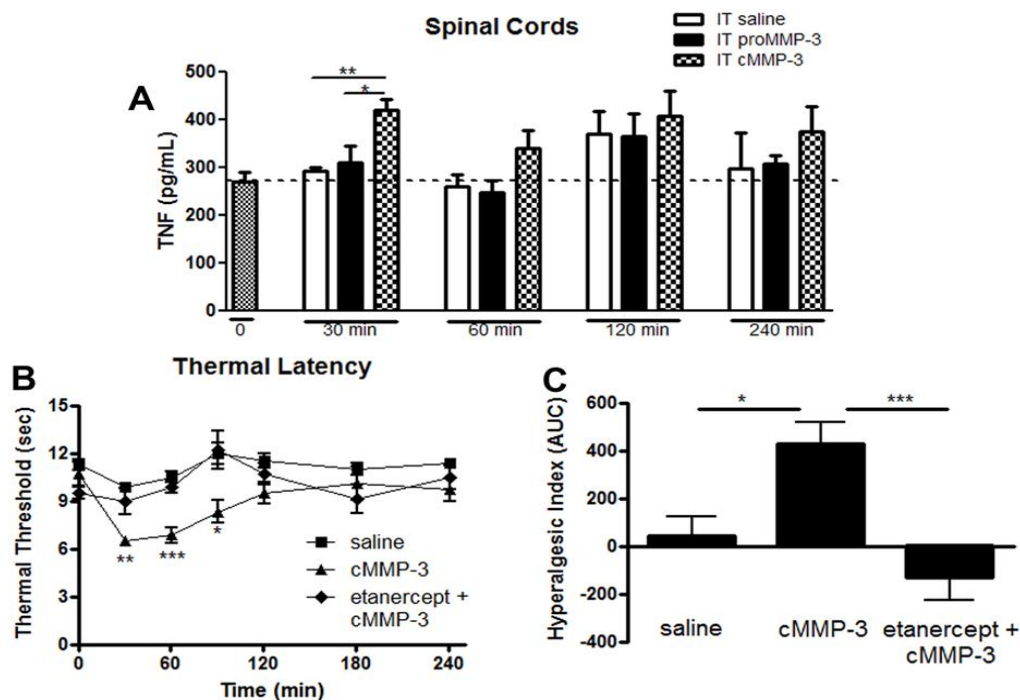 Spinal Cords
IT saline
IT proMMP-3
IT cMMP-3
A
TNF (pg/mL)
500
400
300
200
100
0
**
*
0
30 min
60 min
120 min
240 min
B
Thermal Latency
Thermal Threshold (sec)
15
12
9
6
3
0
**
***
*
saline
cMMP-3
etanercept +
cMMP-3
0
60
120
180
240
Time (min)
C
Hyperalgesic Index (AUC)
600
400
200
0
-200
-400
*
***
saline
cMMP-3
etanercept +
cMMP-3